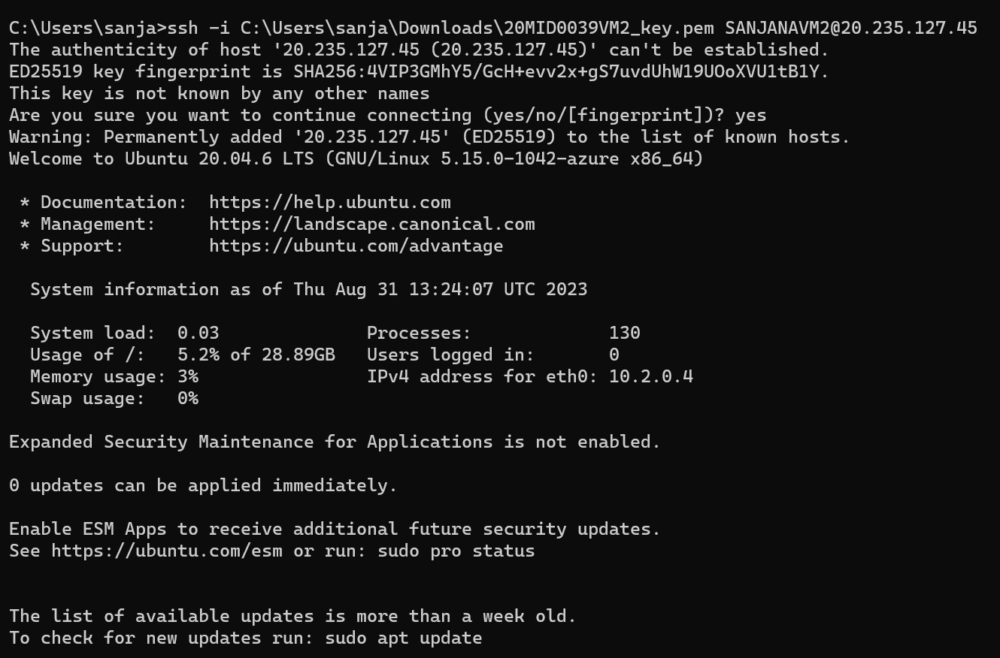 C:\Users\sanja>ssh -i C:\Users\sanja\Downloads\20MID0039VM2_key.pem SANJANAVM2@20.235.127.45
The authenticity of host '20.235.127.45 (20.235.127.45)' can't be established.
ED25519 key fingerprint is SHA256:4VIP3GMhY5/GcH+evv2x+gS7uvdUhW19UOoXVU1tB1Y.
This key is not known by any other names
Are you sure you want to continue connecting (yes/no/[fingerprint])? yes
Warning: Permanently added '20.235.127.45' (ED25519) to the list of known hosts.
Welcome to Ubuntu 20.04.6 LTS (GNU/Linux 5.15.0-1042-azure x86_64)
* Documentation:  https://help.ubuntu.com
* Management:     https://landscape.canonical.com
* Support:        https://ubuntu.com/advantage
System information as of Thu Aug 31 13:24:07 UTC 2023
System load:  0.03              Processes:             130
Usage of /:   5.2% of 28.89GB   Users logged in:       0
Memory usage: 3%                IPv4 address for eth0: 10.2.0.4
Swap usage:   0%
Expanded Security Maintenance for Applications is not enabled.
0 updates can be applied immediately.
Enable ESM Apps to receive additional future security updates.
See https://ubuntu.com/esm or run: sudo pro status
The list of available updates is more than a week old.
To check for new updates run: sudo apt update